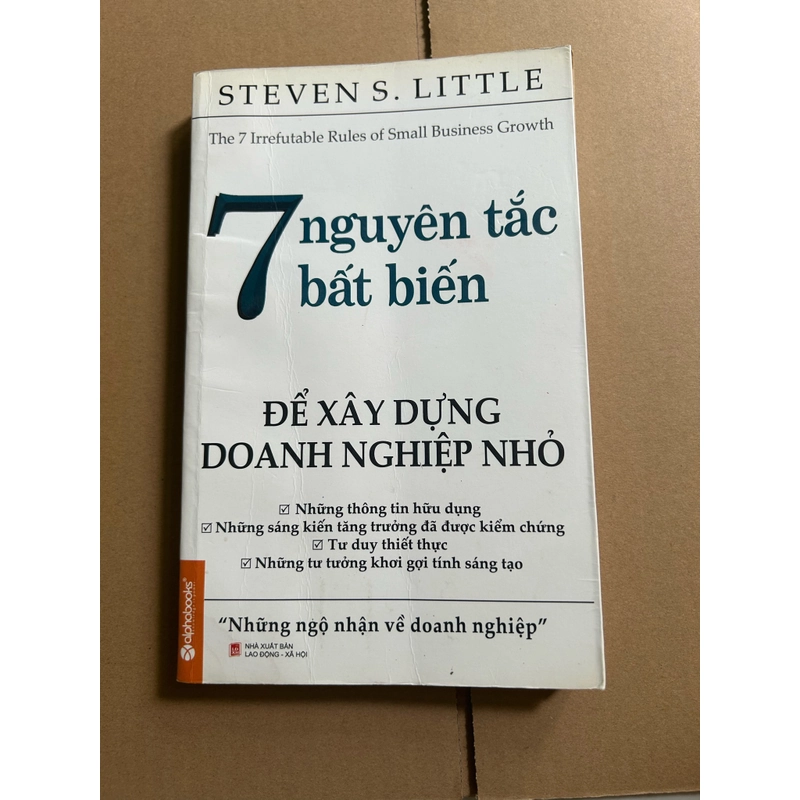 STEVEN S. LITTLE
The 7 Irrefutable Rules of Small Business Growth
7 nguyên tắc
bất biến
ĐỂ XÂY DỰNG
DOANH NGHIỆP NHỎ
☑ Những thông tin hữu dụng
☑ Những sáng kiến tăng trưởng đã được kiểm chứng
☑ Tư duy thiết thực
☑ Những tư tưởng khơi gợi tính sáng tạo
"Những ngộ nhận về doanh nghiệp"
NHÀ XUẤT BẢN
LAO ĐỘNG - XÃ HỘI
alphabooks